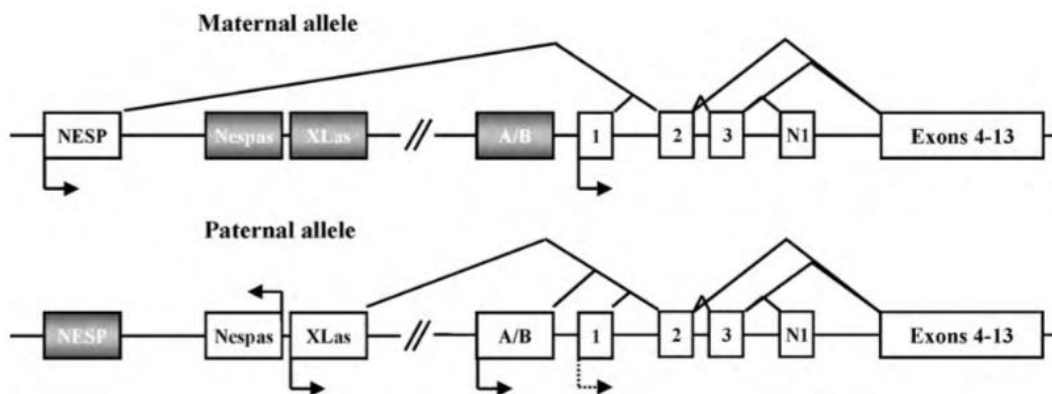 Maternal allele
NESP Nespas XLas A/B 1 2 3 N1 Exons 4-13
Paternal allele
NESP Nespas XLas A/B 1 2 3 N1 Exons 4-13